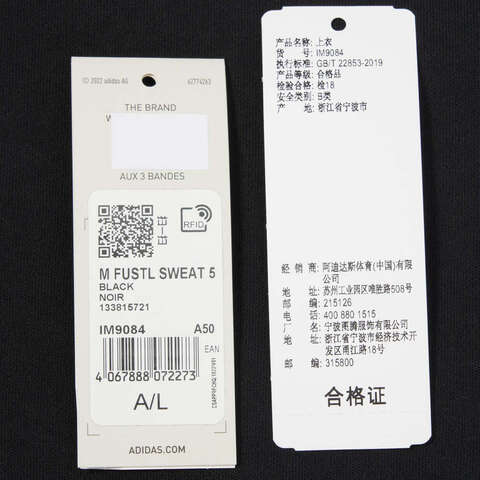 © 2022 adidas AG 62774263
THE BRAND
W
AUX 3 BANDES
RFID
M FUSTL SWEAT 5
BLACK
NOIR
133815721
IM9084 A50
EAN
4 067888 072273
A/L
ADIDAS.COM
产品名称: 上衣
货 号: IM9084
执行标准: GB/T 22853-2019
产品等级: 合格品
检验合格: 检18
安全类别: B类
产 地: 浙江省宁波市
经 销 商: 阿迪达斯体育(中国)有限
公司
地 址: 苏州工业园区唯胜路508号
邮 编: 215126
电 话: 400 880 1515
厂 名: 宁波甬腾服饰有限公司
地 址: 浙江省宁波市经济技术开
发区甬江路18号
邮 编: 315800
合格证